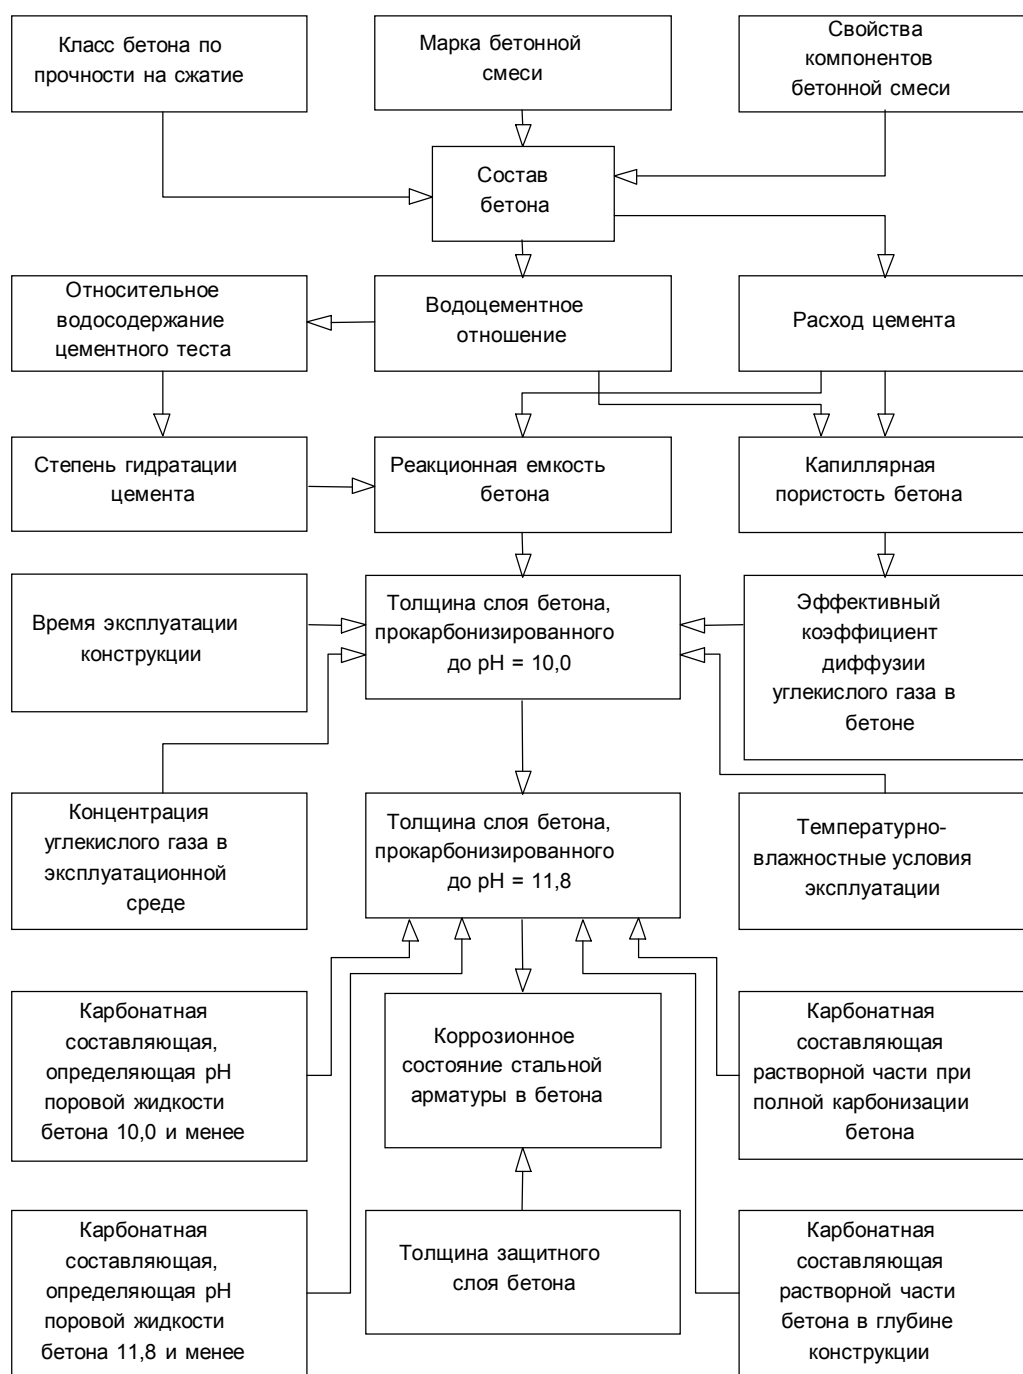 Класс бетона по
прочности на сжатие
Марка бетонной
смеси
Свойства
компонентов
бетонной смеси
Состав
бетона
Относительное
водосодержание
цементного теста
Водоцементное
отношение
Расход цемента
Степень гидратации
цемента
Реакционная емкость
бетона
Капиллярная
пористость бетона
Время эксплуатации
конструкции
Толщина слоя бетона,
прокарбонизированного
до pH = 10,0
Эффективный
коэффициент
диффузии
углекислого газа в
бетоне
Концентрация
углекислого газа в
эксплуатационной
среде
Толщина слоя бетона,
прокарбонизированного
до pH = 11,8
Температурно-
влажностные условия
эксплуатации
Карбонатная
составляющая,
определяющая pH
поровой жидкости
бетона 10,0 и менее
Коррозионное
состояние стальной
арматуры в бетона
Карбонатная
составляющая
растворной части при
полной карбонизации
бетона
Карбонатная
составляющая,
определяющая pH
поровой жидкости
бетона 11,8 и менее
Толщина защитного
слоя бетона
Карбонатная
составляющая
растворной части
бетона в глубине
конструкции